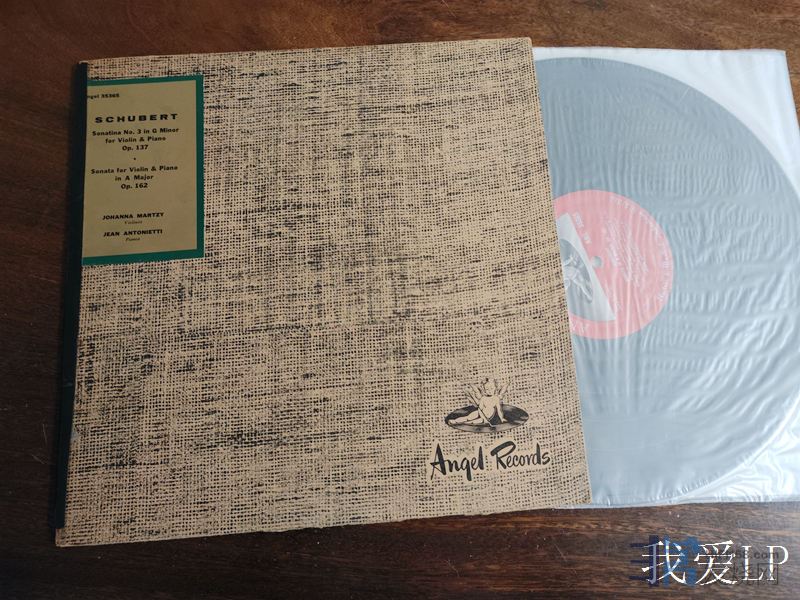 Angel 35365
SCHUBERT
Sonatina No. 3 in G Minor
for Violin & Piano
Op. 137
Sonata for Violin & Piano
in A Major
Op. 162
JOHANNA MARTZY
Violinist
JEAN ANTONIETTI
Pianist
Angel Records
我爱LP